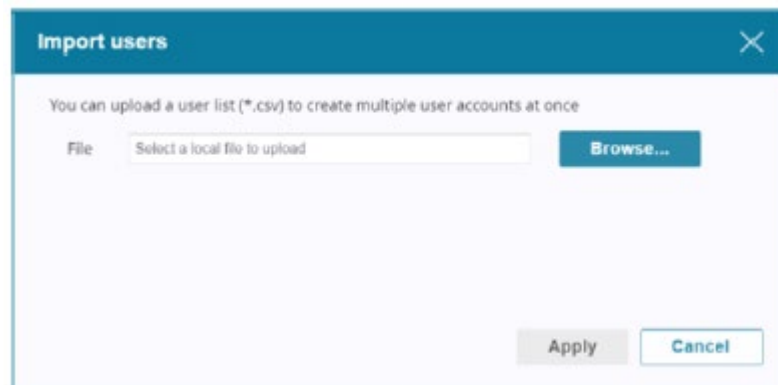 Import users
You can upload a user list (*.csv) to create multiple user accounts at once
File Select a local file to upload Browse...
Apply Cancel